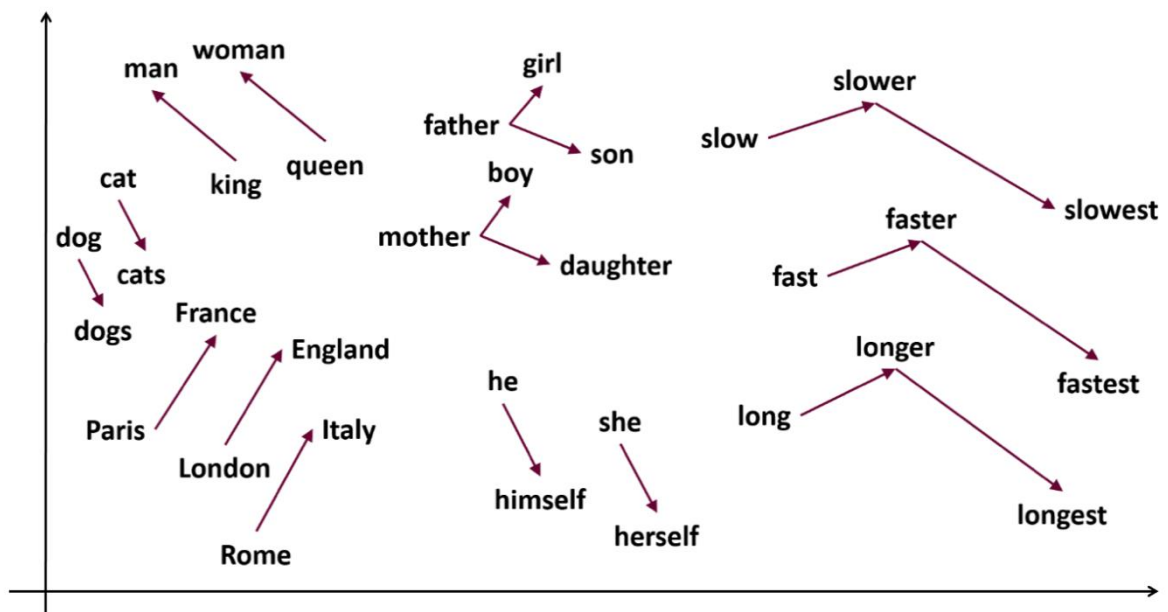 man
woman
king
queen
cat
cats
dog
dogs
France
Paris
England
London
Italy
Rome
girl
father
son
boy
mother
daughter
he
himself
she
herself
slower
slow
slowest
faster
fast
fastest
longer
long
longest